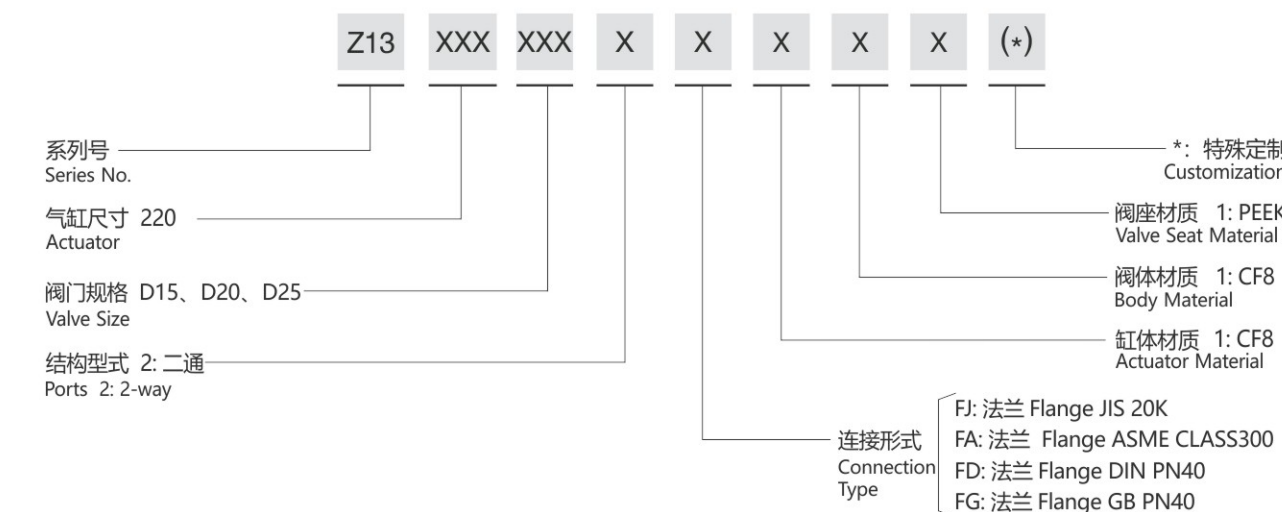 Z13 XXX XXX X X X X X (*)
系列号
Series No.
气缸尺寸 220
Actuator
阀门规格 D15、D20、D25
Valve Size
结构型式 2: 二通
Ports 2: 2-way
*: 特殊定制
Customization
阀座材质 1: PEEK
Valve Seat Material
阀体材质 1: CF8
Body Material
缸体材质 1: CF8
Actuator Material
连接形式
Connection
Type
FJ: 法兰 Flange JIS 20K
FA: 法兰 Flange ASME CLASS300
FD: 法兰 Flange DIN PN40
FG: 法兰 Flange GB PN40